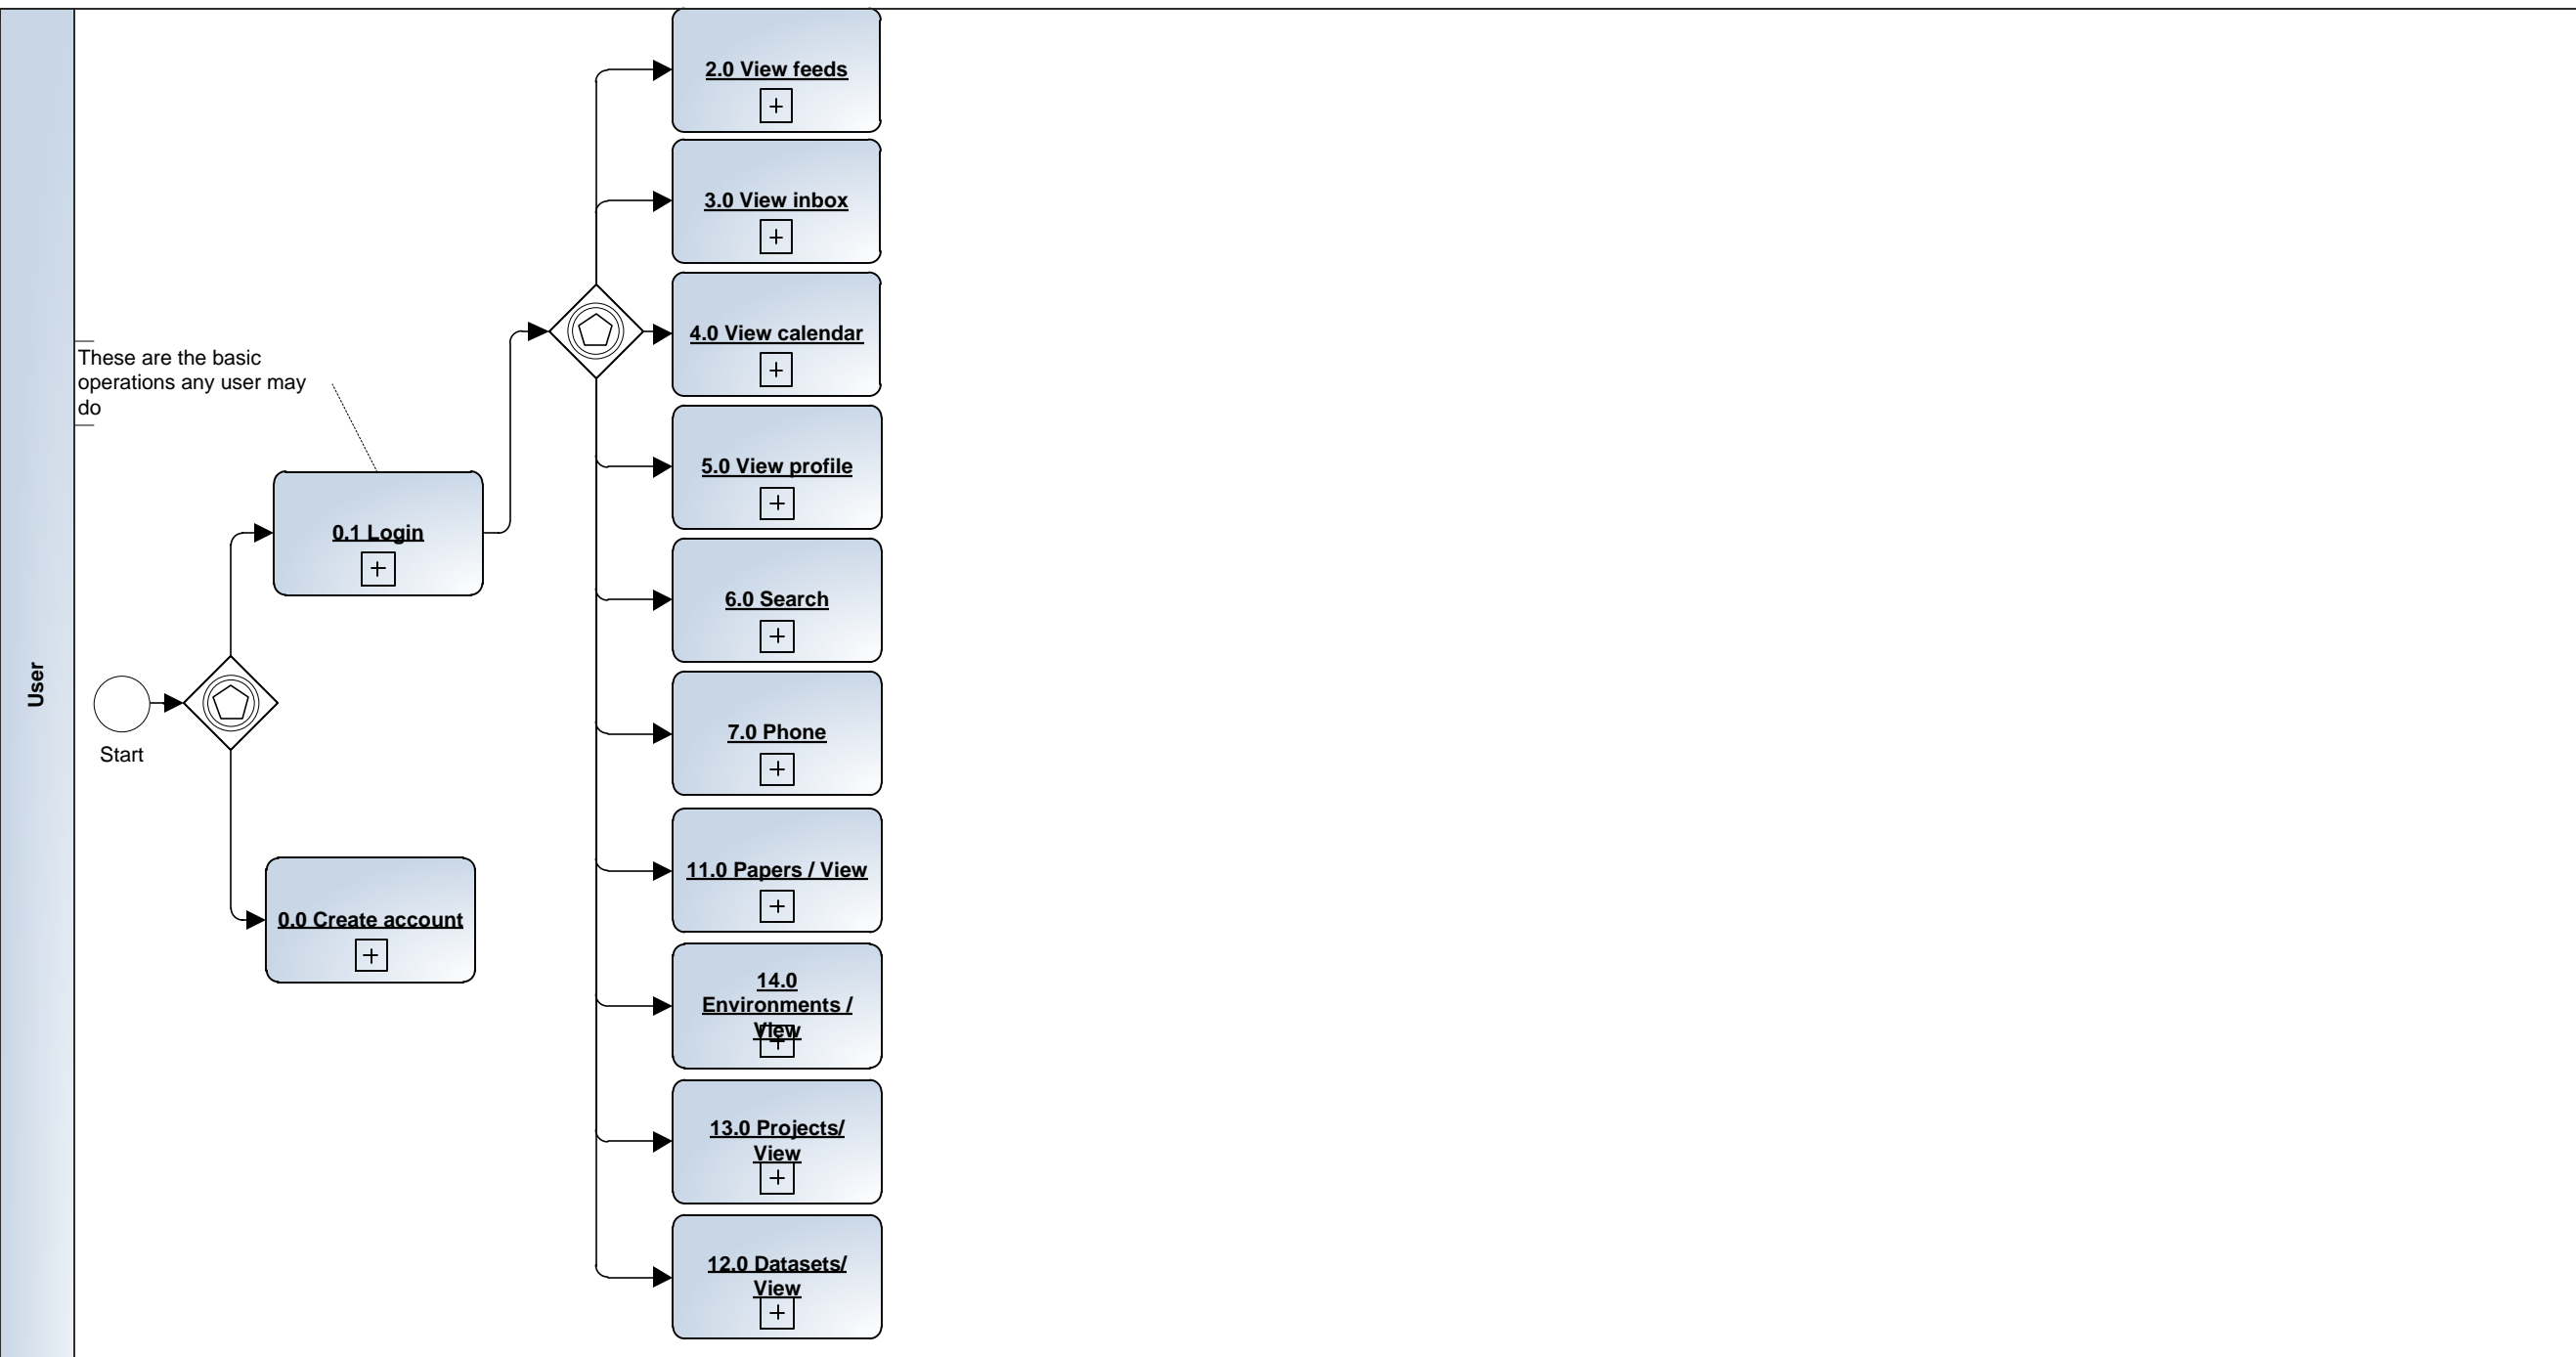 User
These are the basic
operations any user may
do
Start
0.1 Login
0.0 Create account
2.0 View feeds
3.0 View inbox
4.0 View calendar
5.0 View profile
6.0 Search
7.0 Phone
11.0 Papers / View
14.0
Environments /
View
13.0 Projects/
View
12.0 Datasets/
View